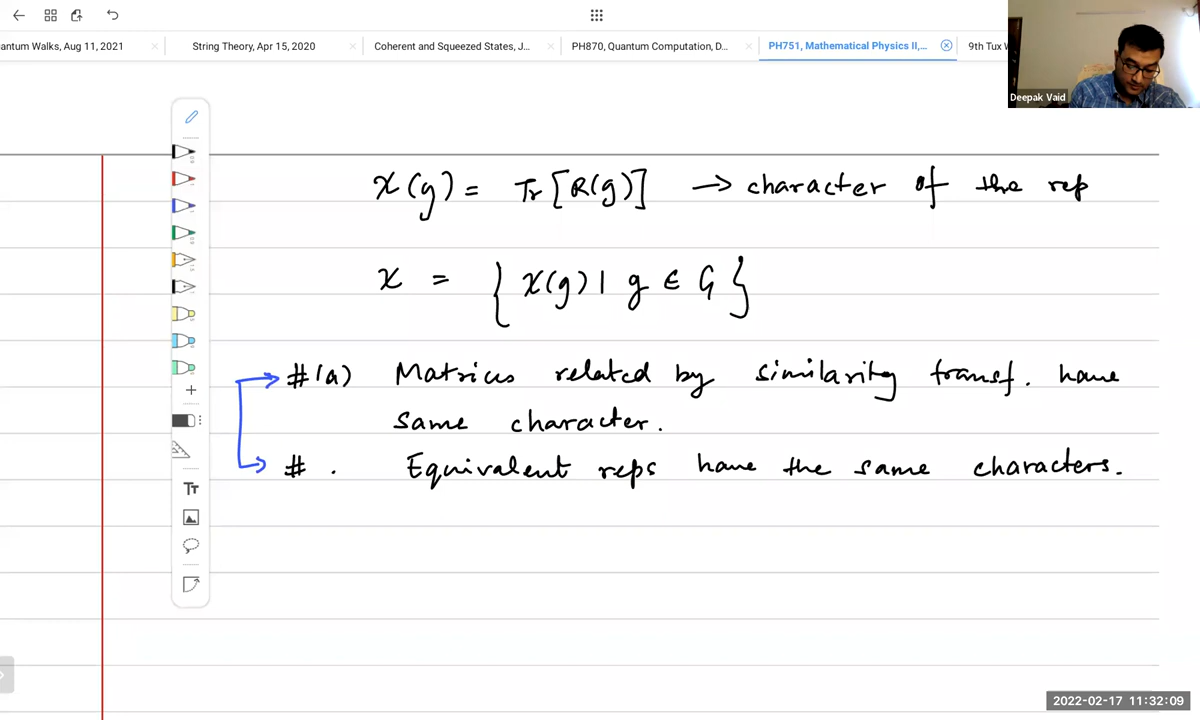 antum Walks, Aug 11, 2021 × String Theory, Apr 15, 2020 × Coherent and Squeezed States, J... × PH870, Quantum Computation, D... × PH751, Mathematical Physics II,... 9th Tux W
Deepak Vaid
χ(g) = Tr[R(g)] → character of the rep
χ = { χ(g) | g ∈ G }
#(a) Matrices related by similarity transf. have
same character.
# . Equivalent reps have the same characters.
TT
2022-02-17 11:32:09